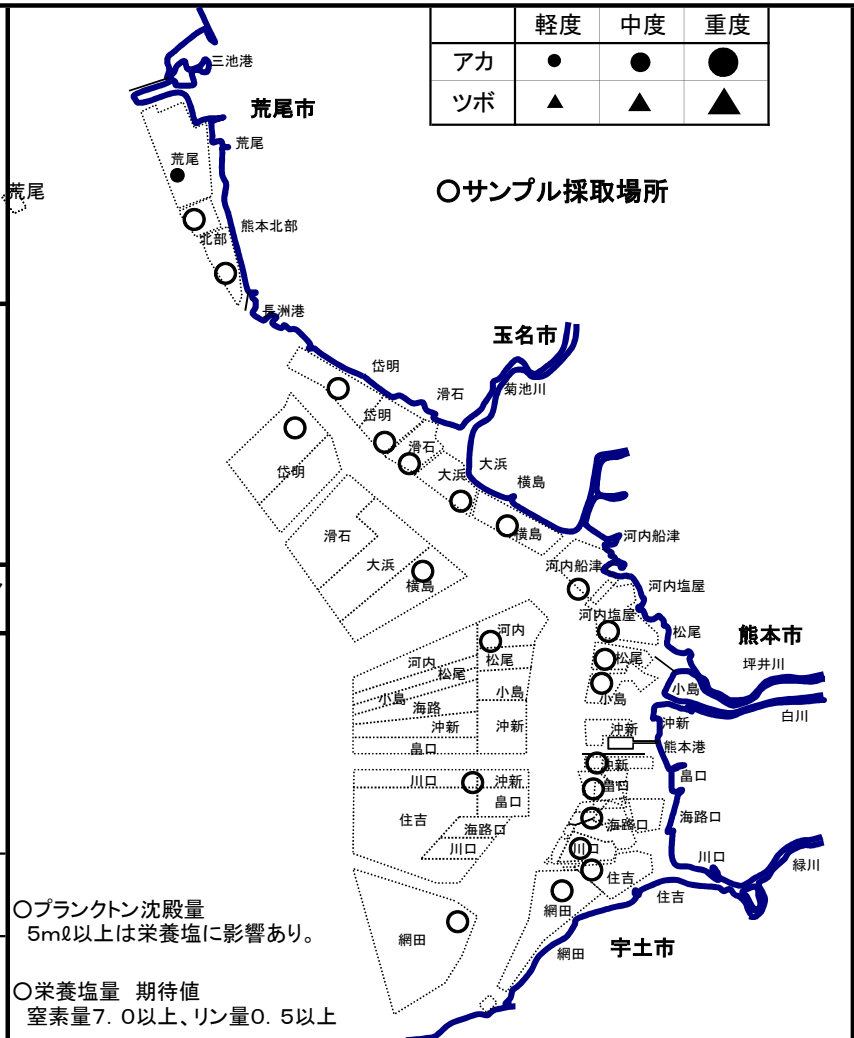 軽度 中度 重度
アカ
ツボ
三池港
荒尾市
荒尾
荒尾
荒尾
○サンプル採取場所
熊本北部
北部
長洲港
玉名市
岱明
滑石
菊池川
岱明
滑石
大浜
大浜
横島
岱明
横島
滑石
大浜
横島
河内船津
河内船津
河内塩屋
河内塩屋
松尾
熊本市
坪井川
河内
松尾
河内
松尾
松尾
小島
小島
小島
小島
白川
海路
沖新
沖新
沖新
沖新
熊本港
畠口
沖新
畠口
川口
沖新
畠口
畠口
住吉
海路口
海路口
海路口
川口
川口
川口
緑川
住吉
住吉
網田
網田
網田
宇土市
○プランクトン沈殿量
5mℓ以上は栄養塩に影響あり。
○栄養塩量 期待値
窒素量7.0以上、リン量0.5以上